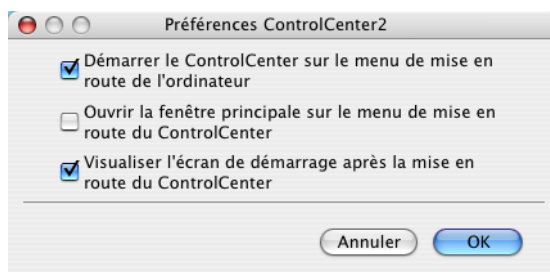 Préférences ControlCenter2
Démarrer le ControlCenter sur le menu de mise en
route de l'ordinateur
Ouvrir la fenêtre principale sur le menu de mise en
route du ControlCenter
Visualiser l'écran de démarrage après la mise en
route du ControlCenter
Annuler
OK